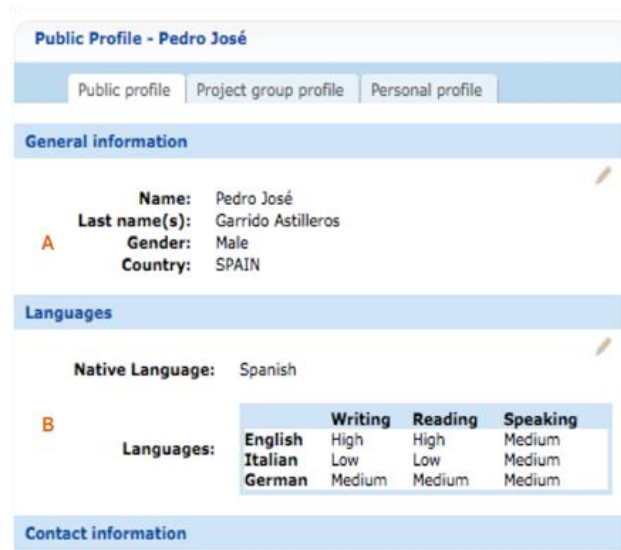 Public Profile - Pedro José
Public profile Project group profile Personal profile
General information
Name: Pedro José
Last name(s): Garrido Astilleros
A Gender: Male
Country: SPAIN
Languages
Native Language: Spanish
B Languages:
Writing Reading Speaking
English High High Medium
Italian Low Low Medium
German Medium Medium Medium
Contact information